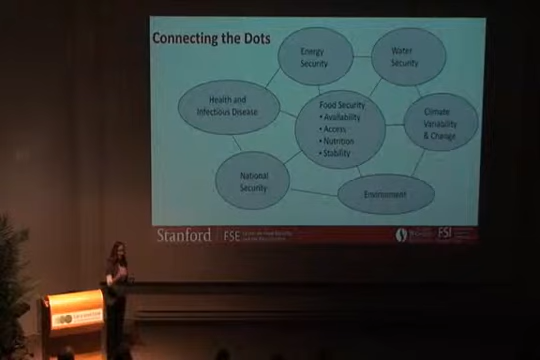 Connecting the Dots
Energy
Security
Water
Security
Health and
Infectious Disease
Food Security
• Availability
• Access
• Nutrition
• Stability
Climate
Variability
& Change
National
Security
Environment
Stanford
FSE
FSI